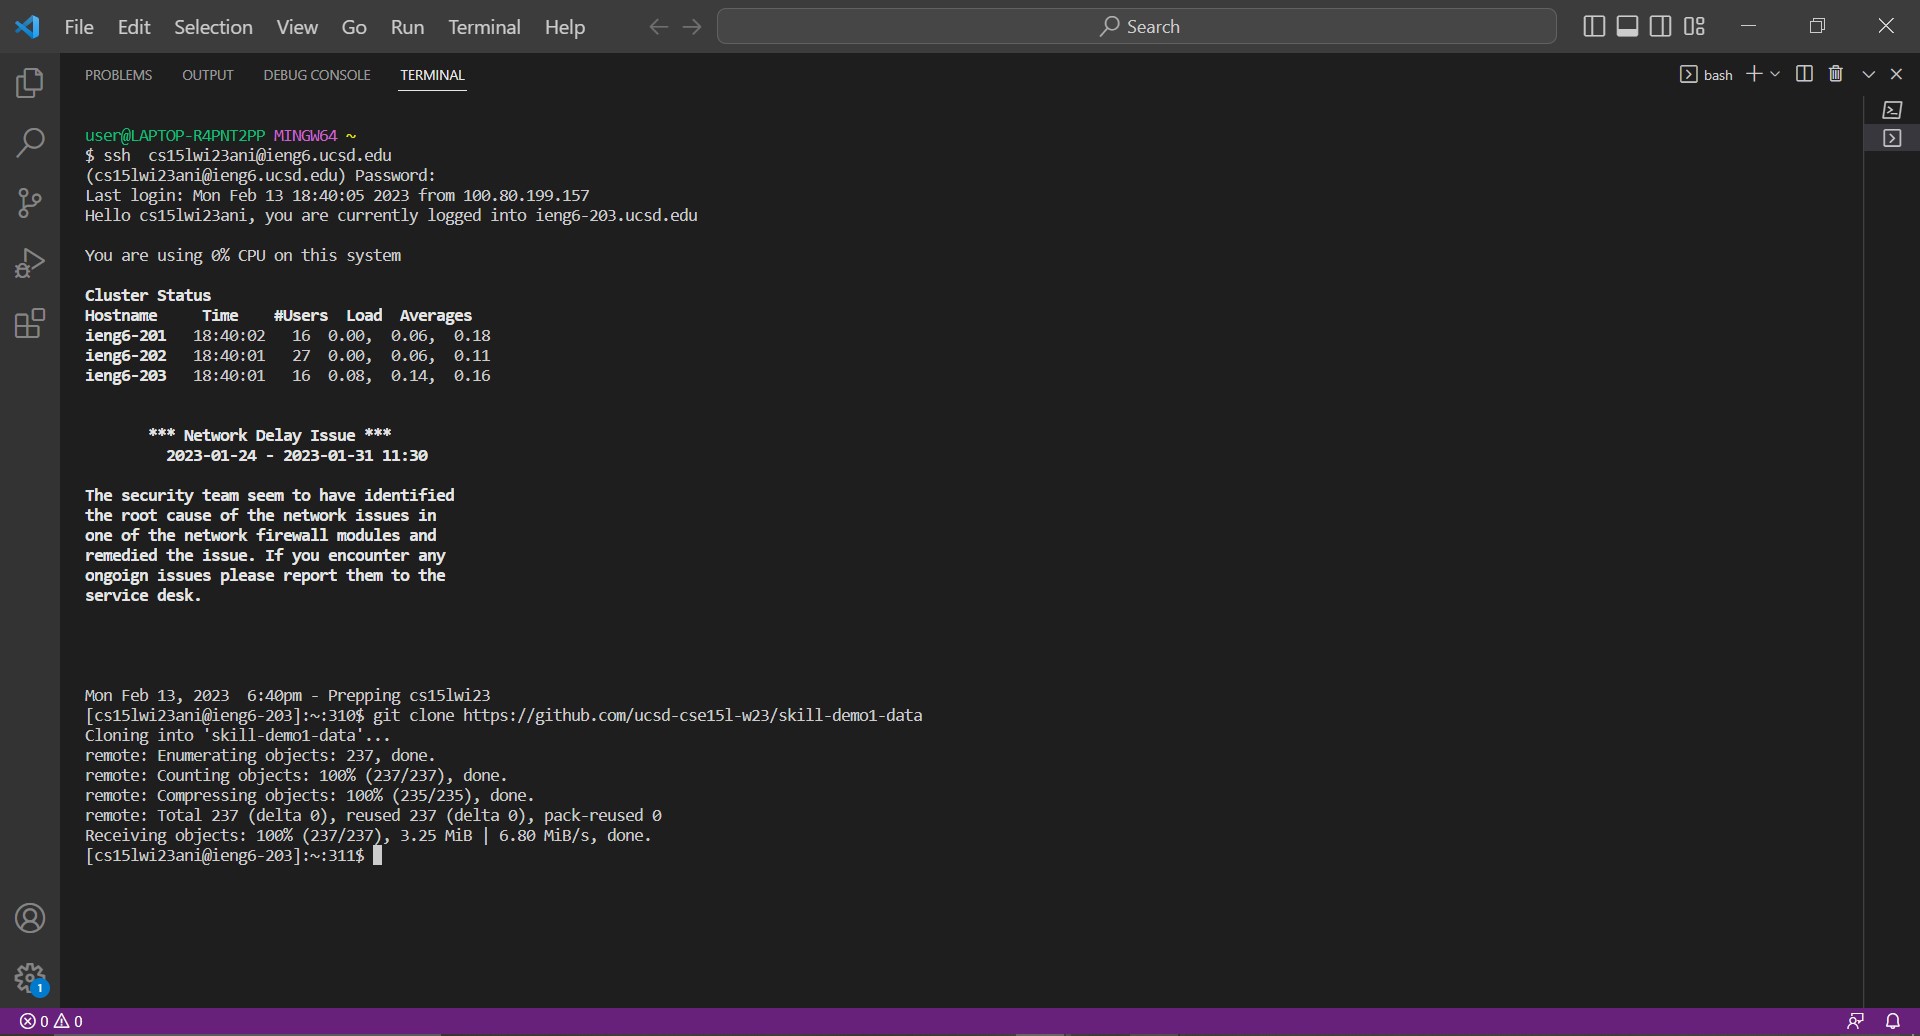 File Edit Selection View Go Run Terminal Help Search
PROBLEMS OUTPUT DEBUG CONSOLE TERMINAL bash
user@LAPTOP-R4PNT2PP MINGW64 ~
$ ssh  cs15lwi23ani@ieng6.ucsd.edu
(cs15lwi23ani@ieng6.ucsd.edu) Password:
Last login: Mon Feb 13 18:40:05 2023 from 100.80.199.157
Hello cs15lwi23ani, you are currently logged into ieng6-203.ucsd.edu
You are using 0% CPU on this system
Cluster Status
Hostname     Time    #Users  Load  Averages
ieng6-201   18:40:02   16  0.00,  0.06,  0.18
ieng6-202   18:40:01   27  0.00,  0.06,  0.11
ieng6-203   18:40:01   16  0.08,  0.14,  0.16
*** Network Delay Issue ***
2023-01-24 - 2023-01-31 11:30
The security team seem to have identified
the root cause of the network issues in
one of the network firewall modules and
remedied the issue. If you encounter any
ongoign issues please report them to the
service desk.
Mon Feb 13, 2023  6:40pm - Prepping cs15lwi23
[cs15lwi23ani@ieng6-203]:~:310$ git clone https://github.com/ucsd-cse15l-w23/skill-demo1-data
Cloning into 'skill-demo1-data'...
remote: Enumerating objects: 237, done.
remote: Counting objects: 100% (237/237), done.
remote: Compressing objects: 100% (235/235), done.
remote: Total 237 (delta 0), reused 237 (delta 0), pack-reused 0
Receiving objects: 100% (237/237), 3.25 MiB | 6.80 MiB/s, done.
[cs15lwi23ani@ieng6-203]:~:311$
1
0 0